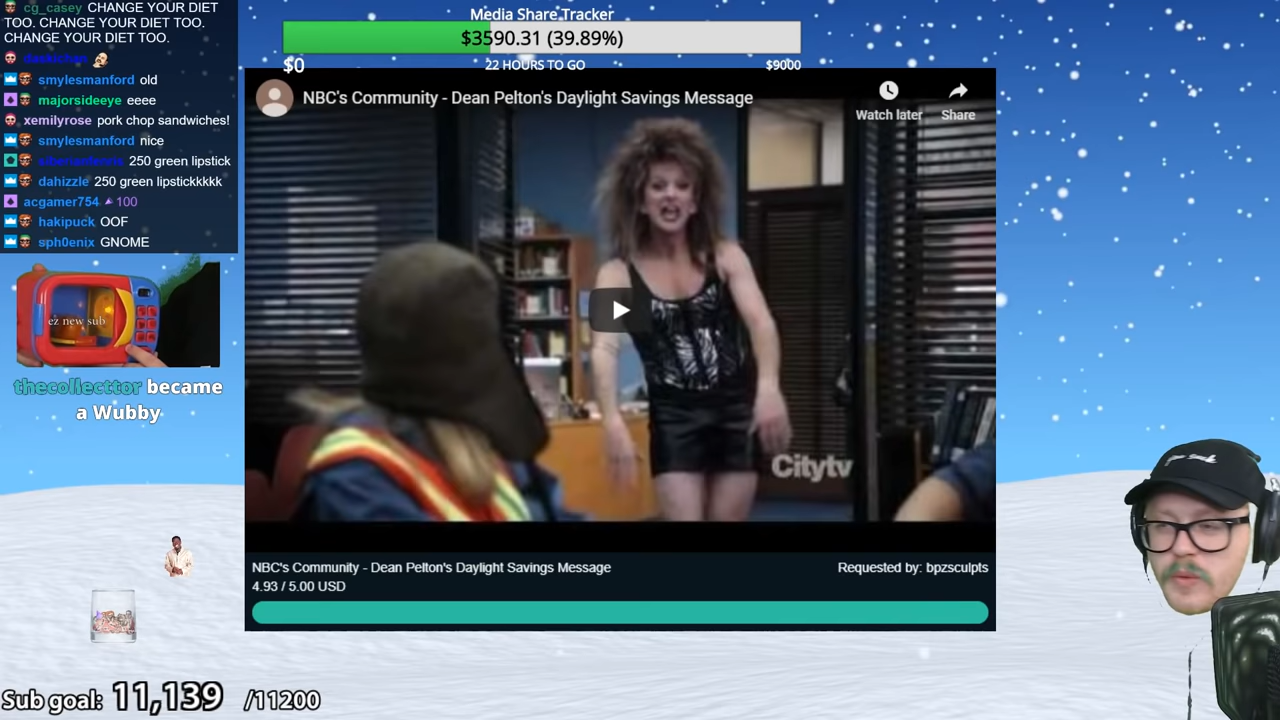 cg_casey CHANGE YOUR DIET
TOO. CHANGE YOUR DIET TOO.
CHANGE YOUR DIET TOO.
smylesmanford old
majorsideeye eeee
xemilyrose pork chop sandwiches!
smylesmanford nice
250 green lipstick
dahizzle 250 green lipstickkkkk
acgamer754 100
hakipuck OOF
sph0enix GNOME
ez new sub
thecollecttor became
a Wubby
Media Share Tracker
$3590.31 (39.89%)
$0
22 HOURS TO GO
$9000
NBC's Community - Dean Pelton's Daylight Savings Message
Watch later
Share
Citytv
NBC's Community - Dean Pelton's Daylight Savings Message
Requested by: bpzsculpts
4.93 / 5.00 USD
Sub goal: 11,139 /11200